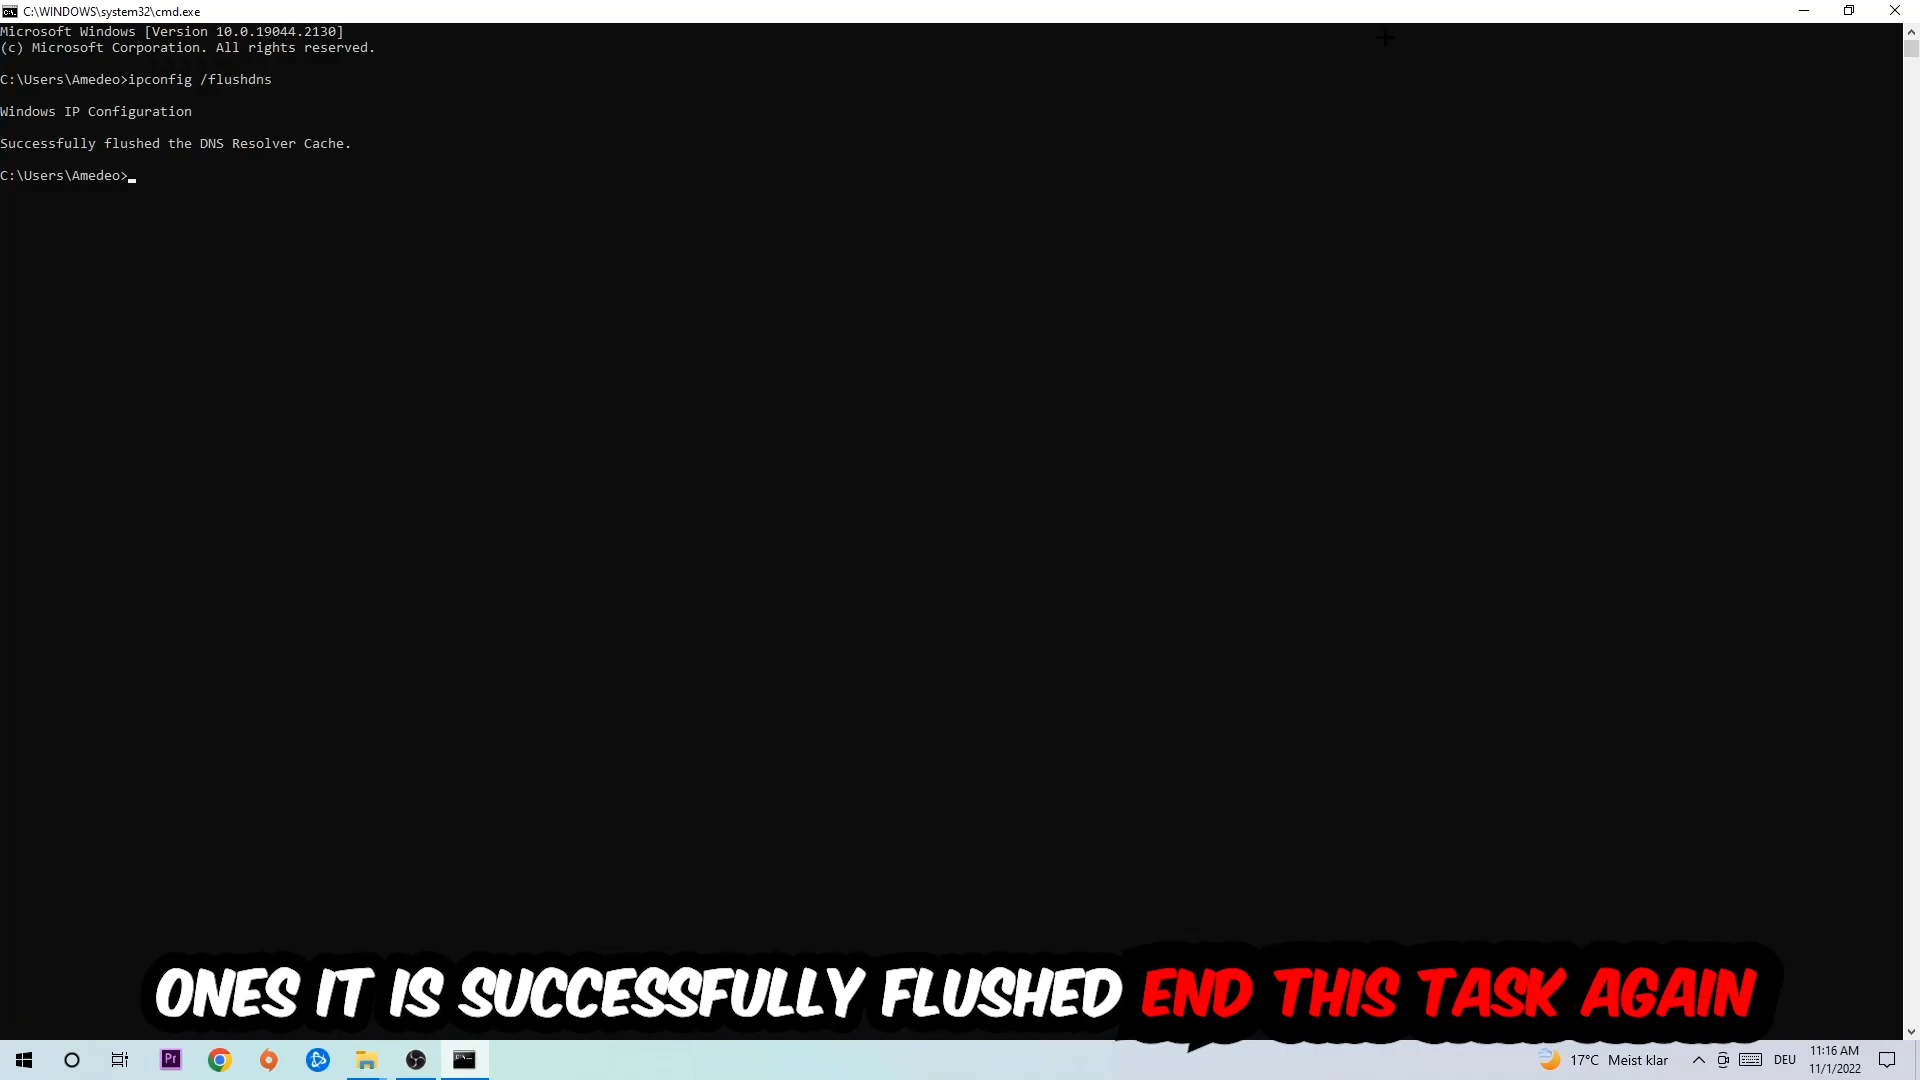 C:\WINDOWS\system32\cmd.exe
Microsoft Windows [Version 10.0.19044.2130]
(c) Microsoft Corporation. All rights reserved.
C:\Users\Amedeo>ipconfig /flushdns
Windows IP Configuration
Successfully flushed the DNS Resolver Cache.
C:\Users\Amedeo>
ONES IT IS SUCCESSFULLY FLUSHED END THIS TASK AGAIN
Pr
17°C Meist klar
DEU
11:16 AM
11/1/2022